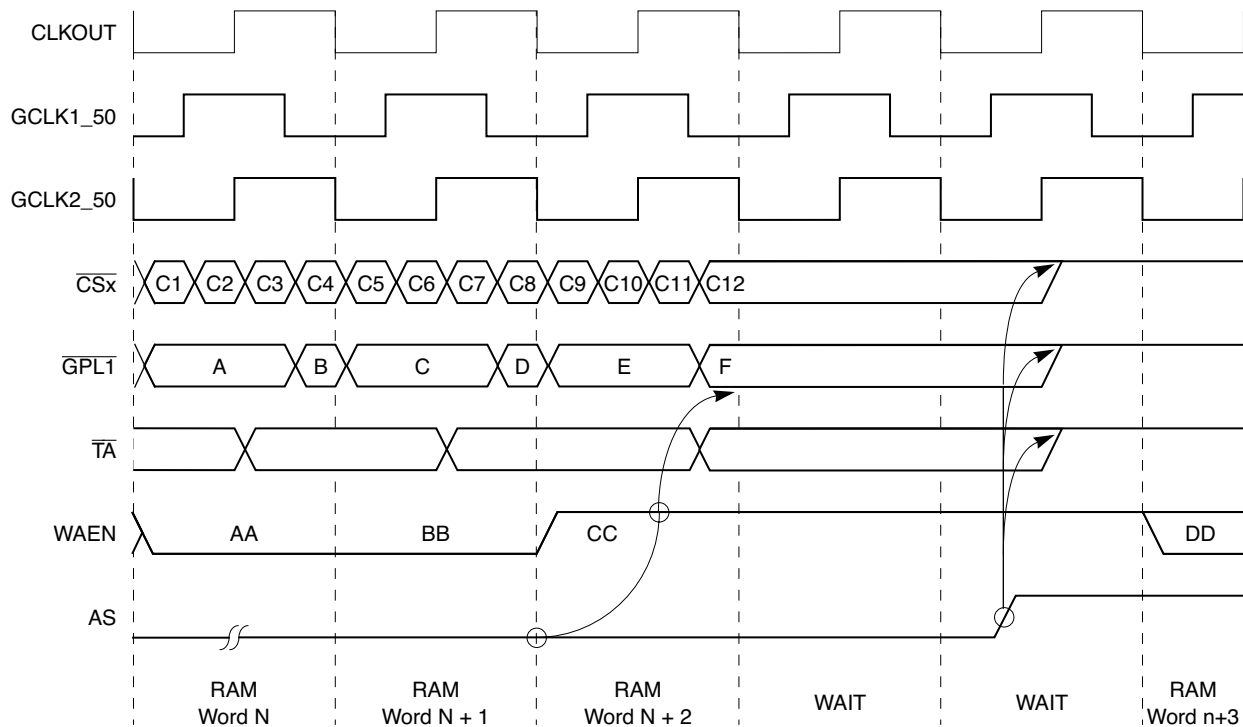 CLKOUT
GCLK1_50
GCLK2_50
CSx C1 C2 C3 C4 C5 C6 C7 C8 C9 C10 C11 C12
GPL1 A B C D E F
TA
WAEN AA BB CC DD
AS
RAM RAM RAM WAIT WAIT RAM
Word N Word N + 1 Word N + 2 Word n+3